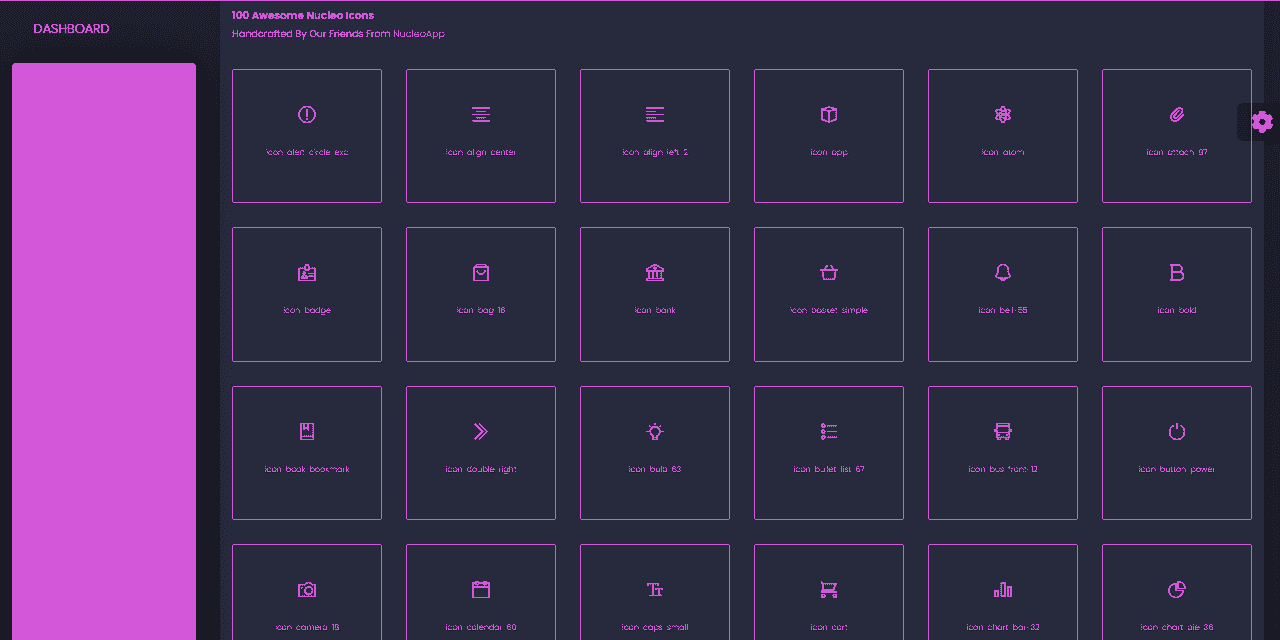 DASHBOARD
100 Awesome Nucleo Icons
Handcrafted By Our Friends From NucleoApp
icon-alert-circle-exc
icon-align-center
icon-align-left-2
icon-app
icon-atom
icon-attach-87
icon-badge
icon-bag-16
icon-bank
icon-basket-simple
icon-bell-55
icon-bold
icon-book-bookmark
icon-double-right
icon-bulb-63
icon-bullet-list-67
icon-bus-front-12
icon-button-power
icon-camera-18
icon-calendar-60
icon-caps-small
icon-cart
icon-chart-bar-32
icon-chart-pie-36